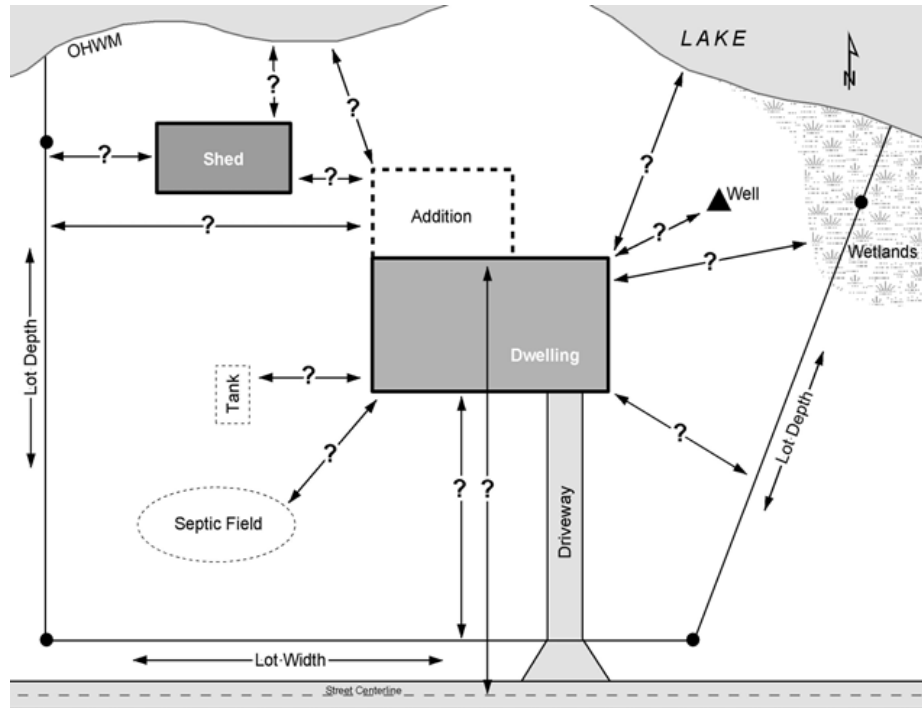 OHWM
LAKE
N
?
?
?
Shed
?
?
?
Well
Addition
?
?
?
Wetlands
Lot Depth
Dwelling
?
Tank
?
?
Lot Depth
?
?
Septic Field
Driveway
Lot Width
Street Centerline